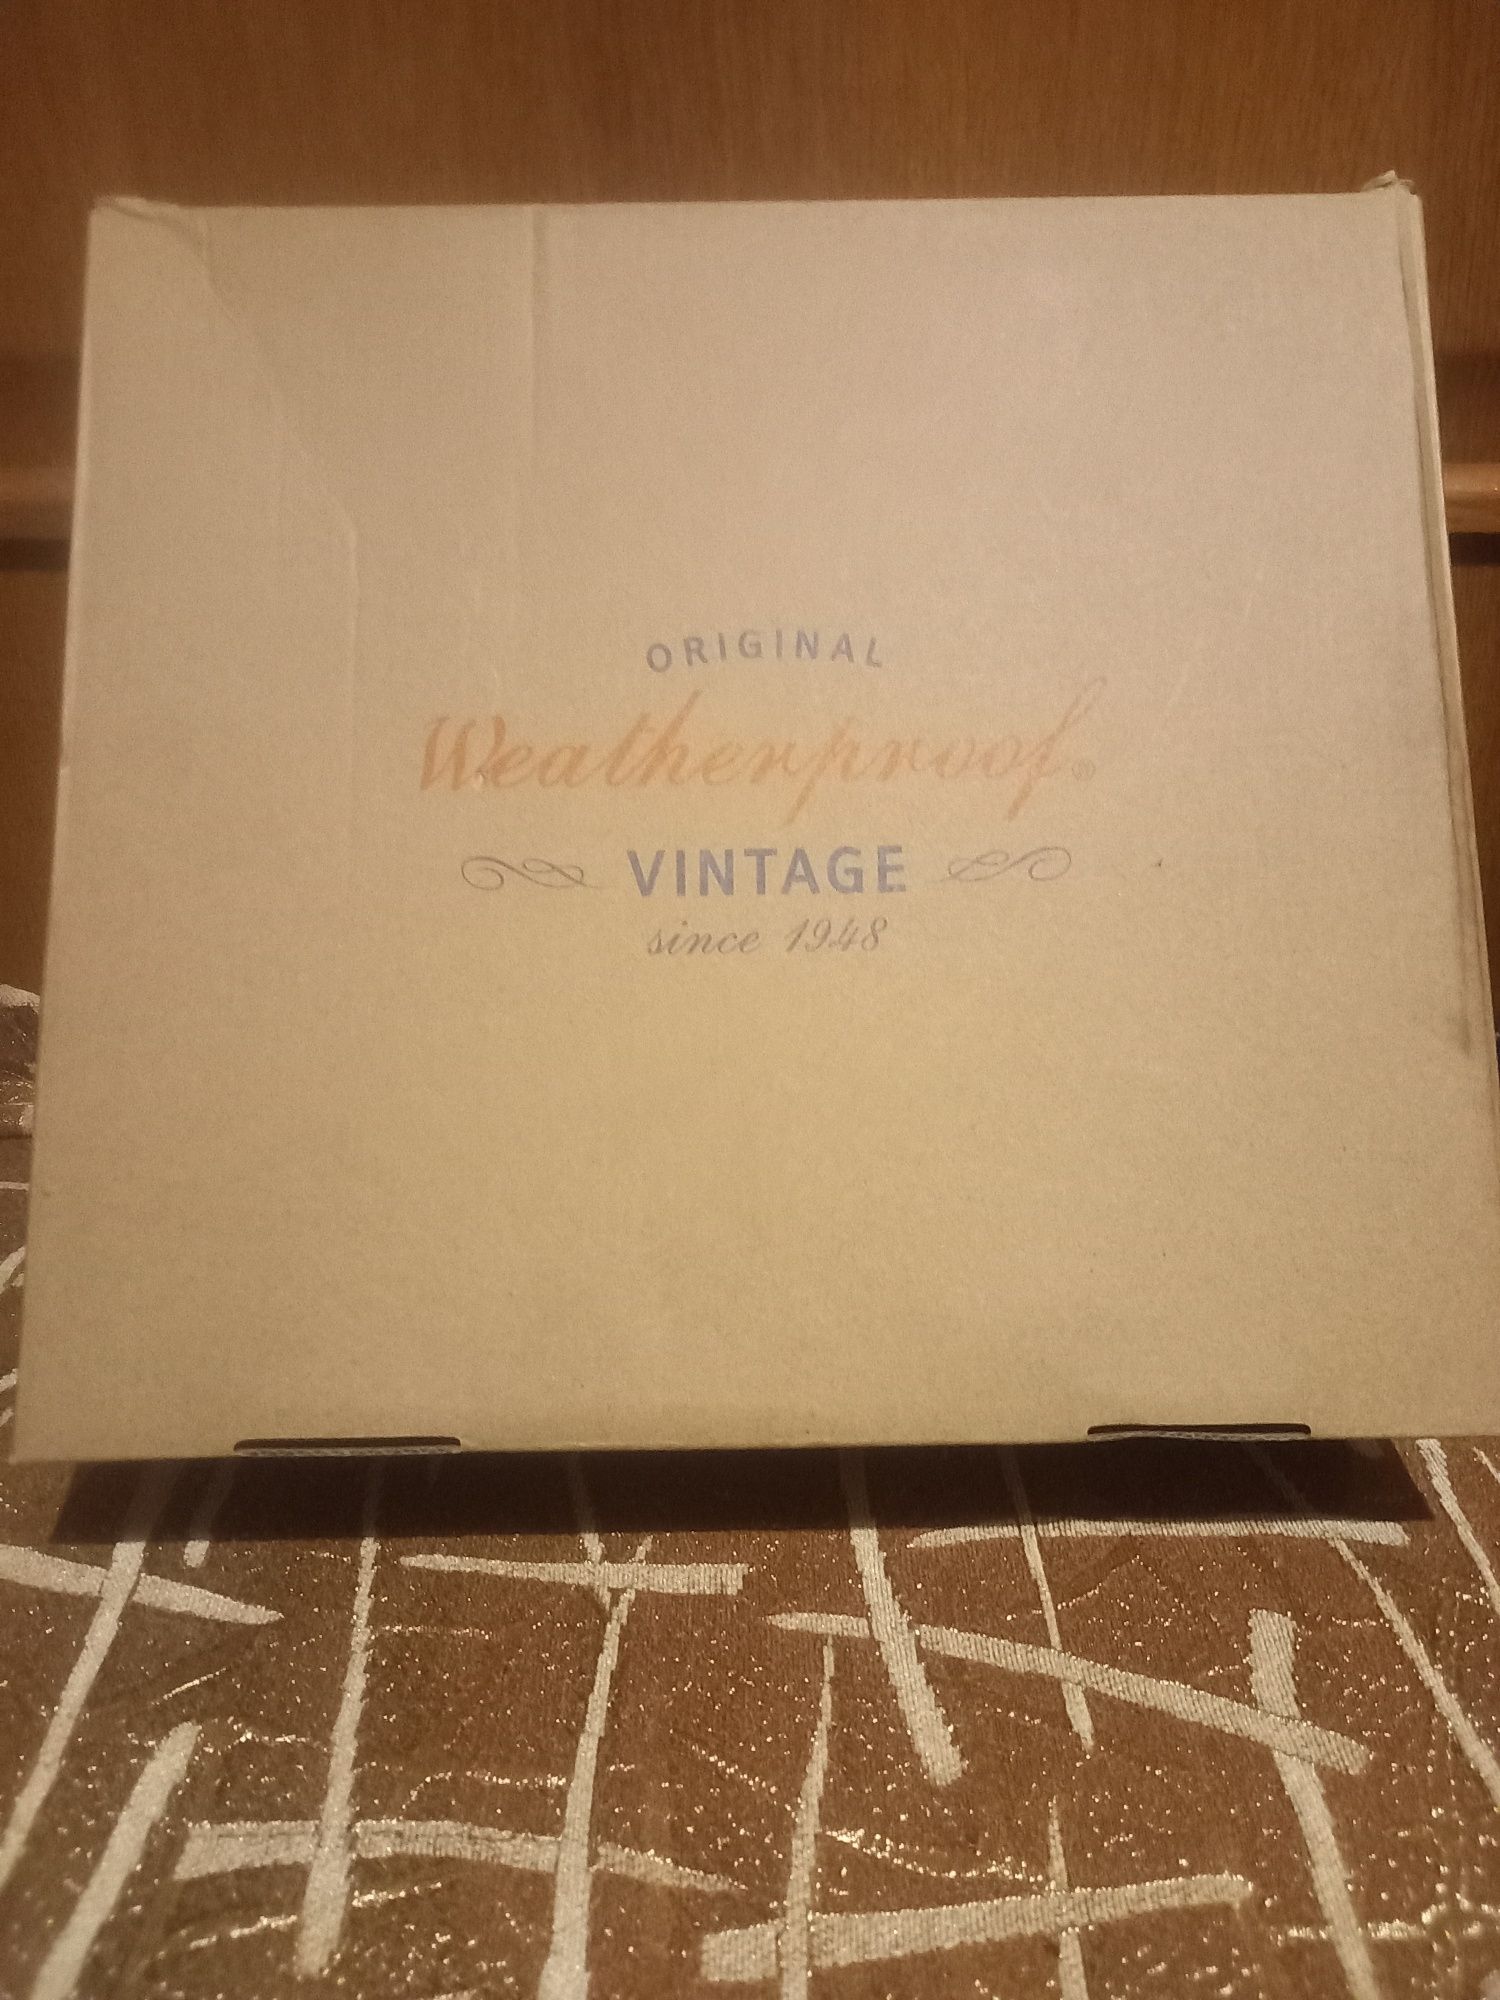 ORIGINAL
Weatherproof®
VINTAGE
since 1948